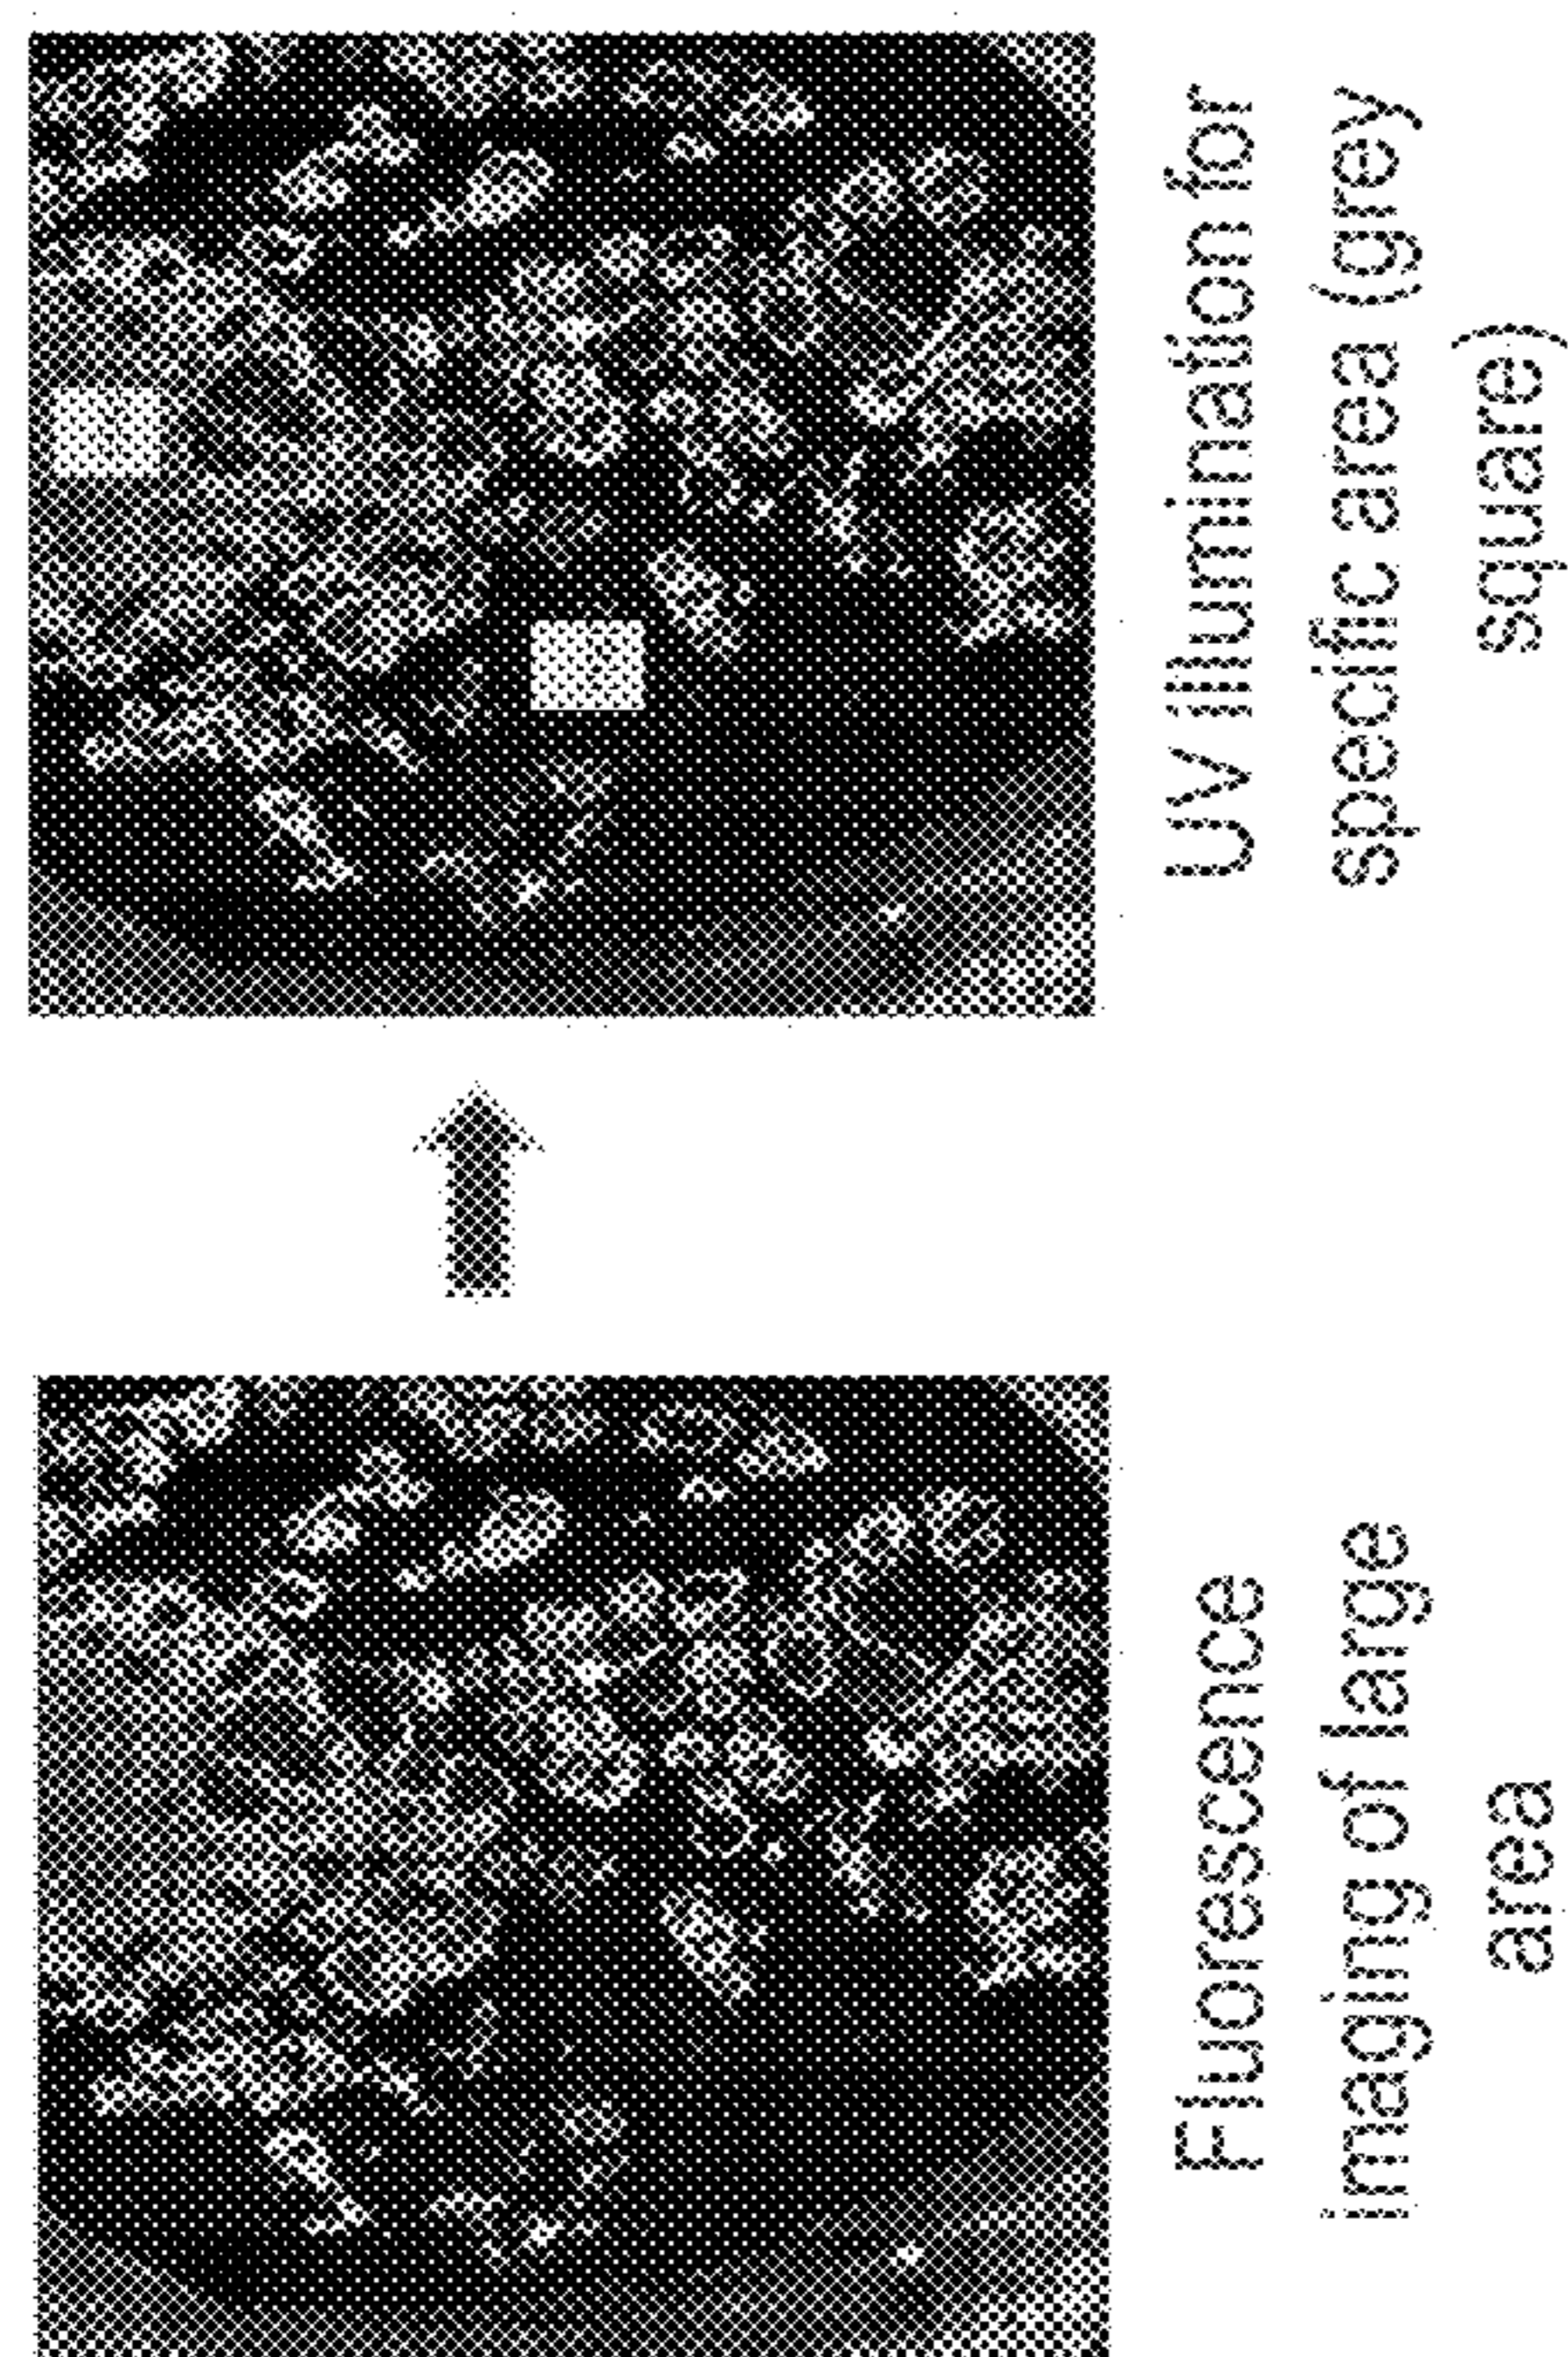 Fluorescence
imaging of large
area
UV illumination for
specific area (grey
square)